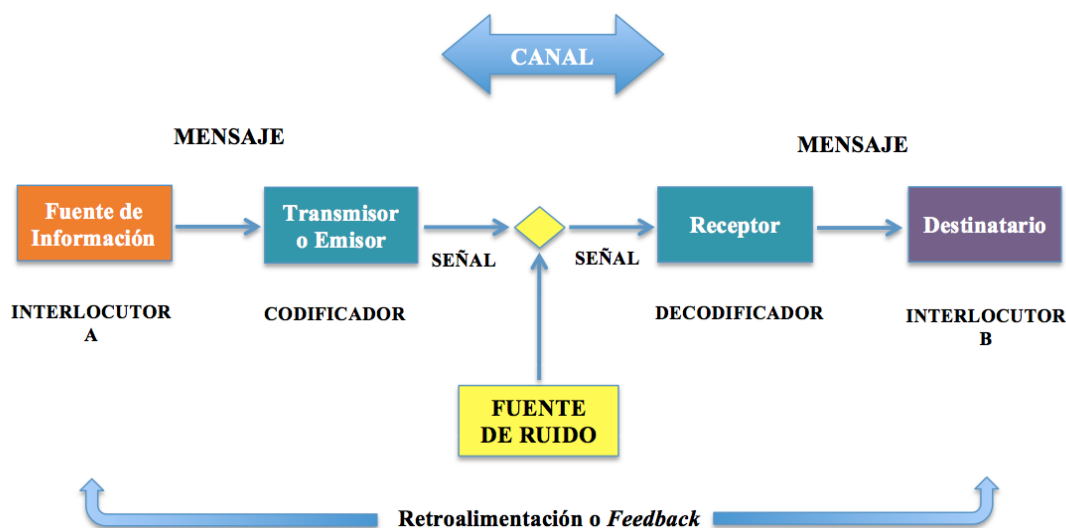 CANAL
MENSAJE
MENSAJE
Fuente de
Información
Transmisor
o Emisor
SEÑAL
SEÑAL
Receptor
Destinatario
INTERLOCUTOR
A
CODIFICADOR
DECODIFICADOR
INTERLOCUTOR
B
FUENTE
DE RUIDO
Retroalimentación o Feedback